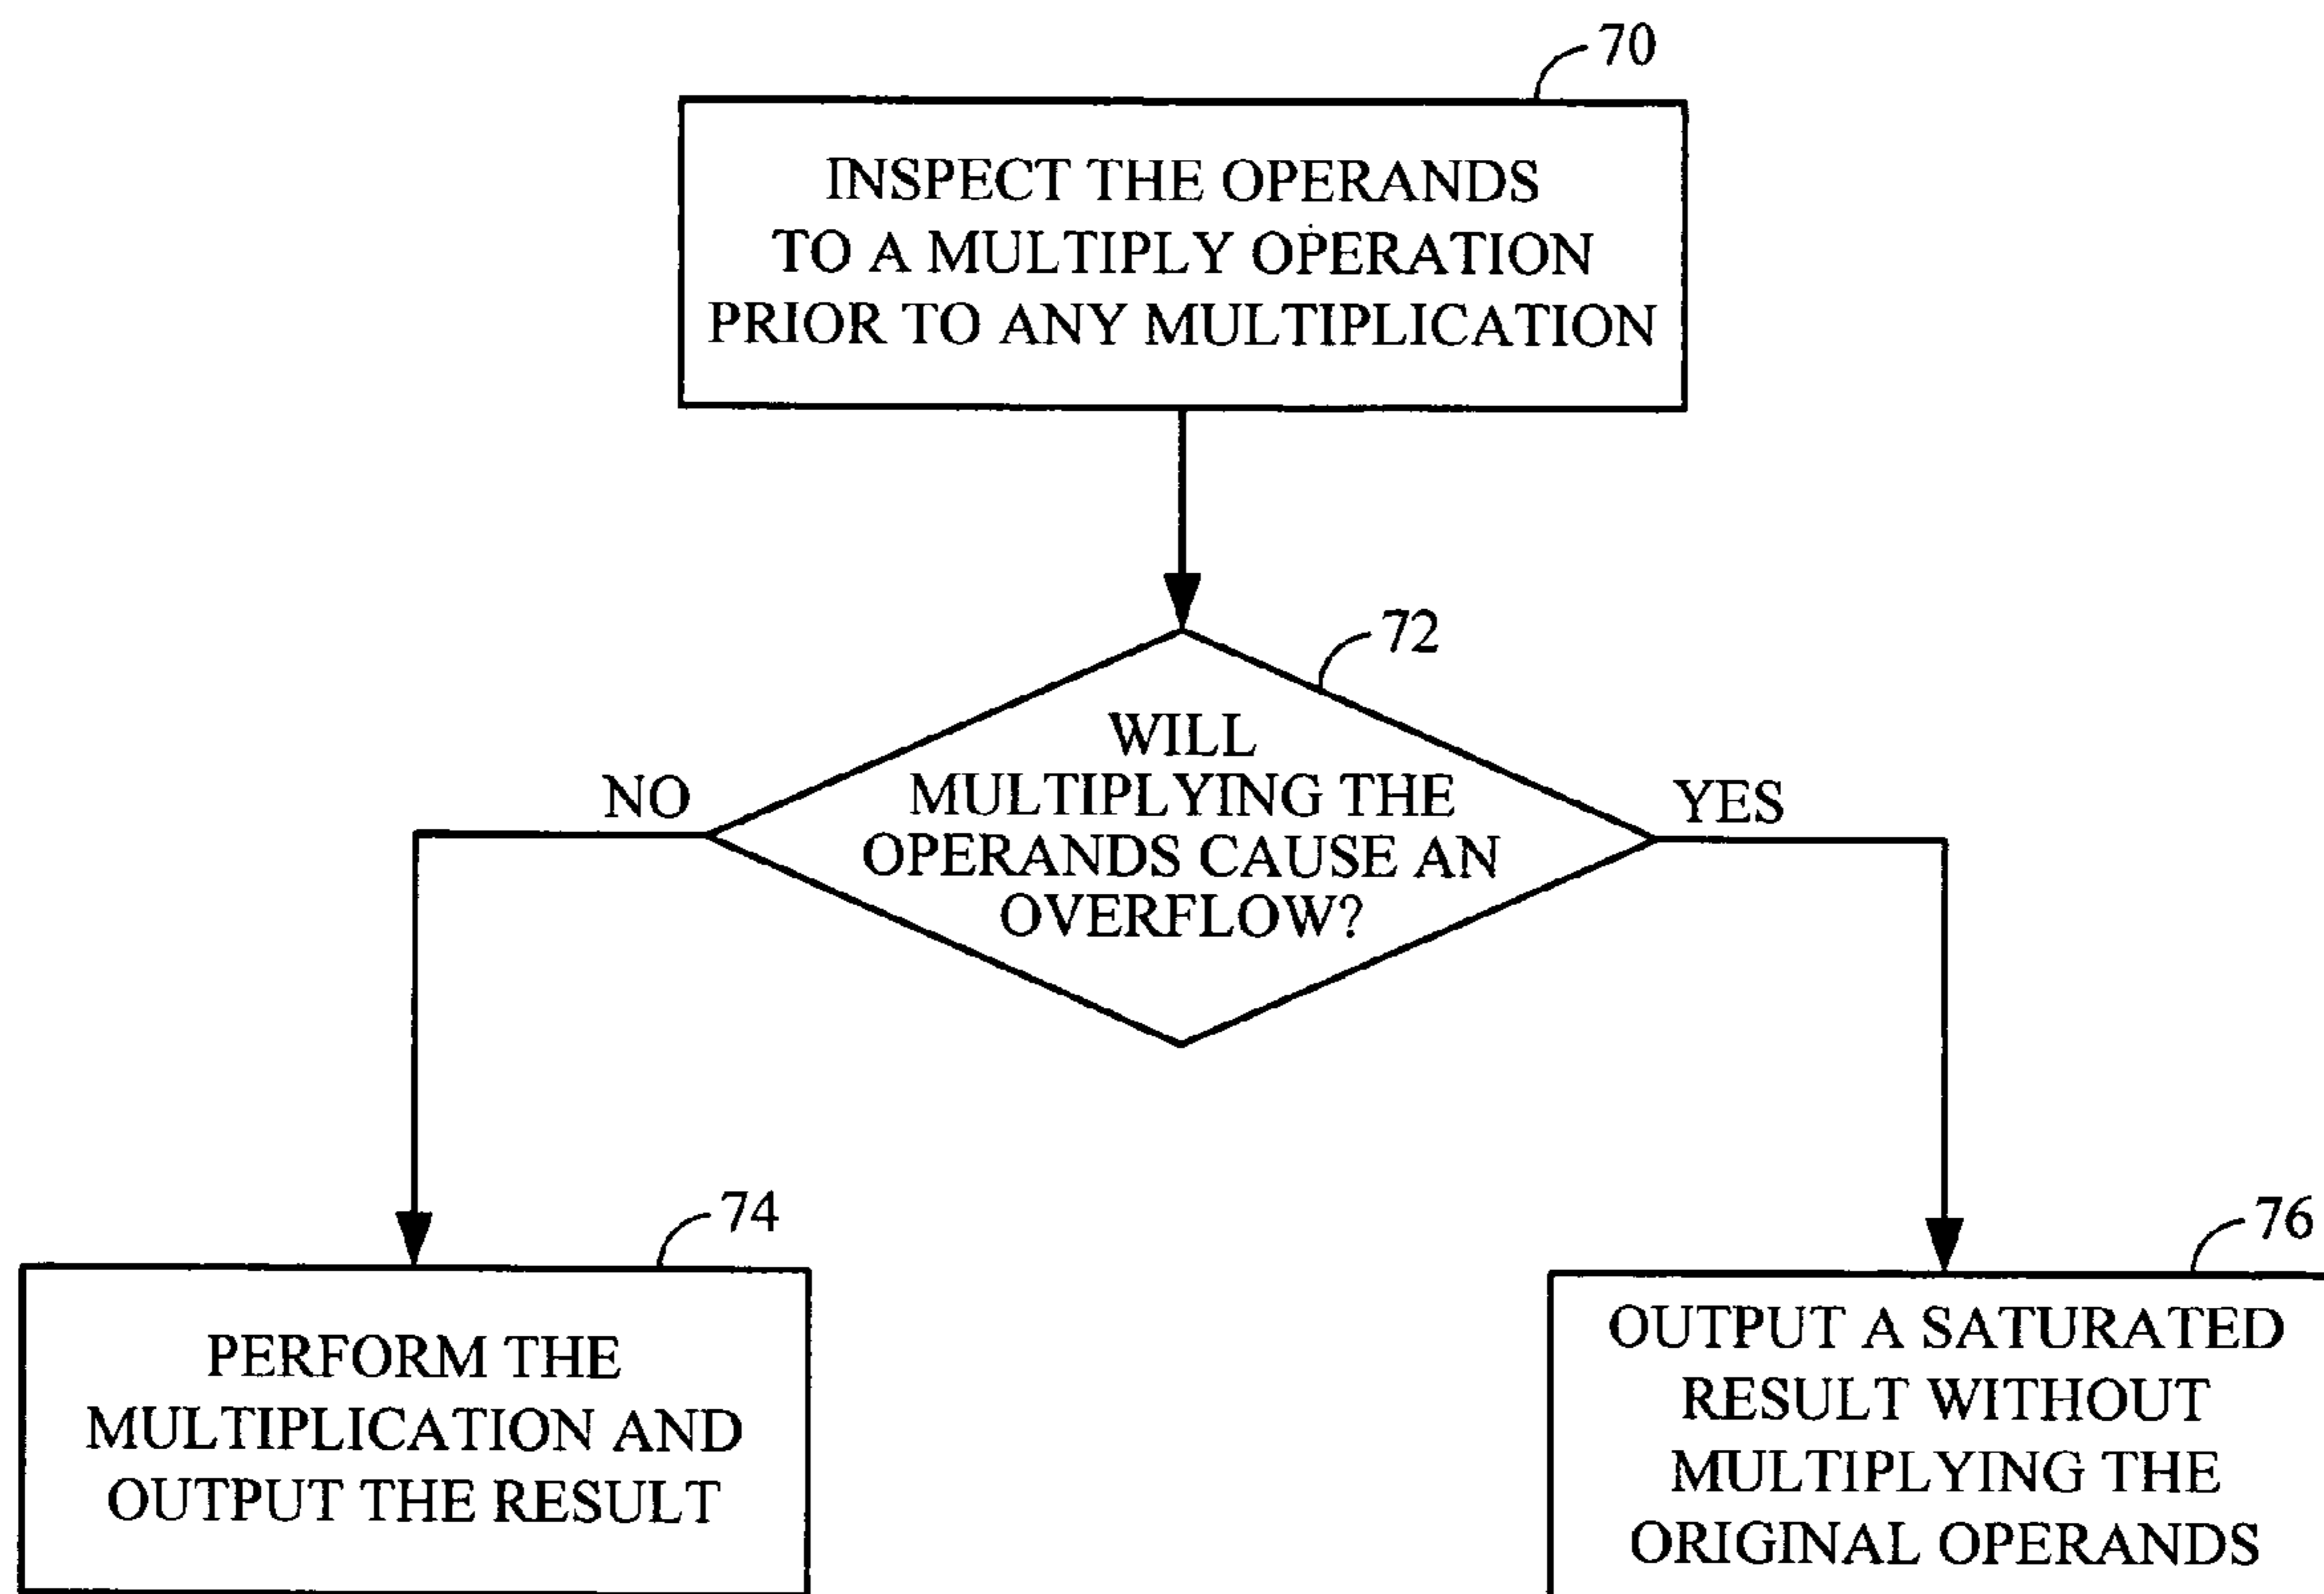 70
INSPECT THE OPERANDS
TO A MULTIPLY OPERATION
PRIOR TO ANY MULTIPLICATION
72
WILL
MULTIPLYING THE
OPERANDS CAUSE AN
OVERFLOW?
NO
YES
74
PERFORM THE
MULTIPLICATION AND
OUTPUT THE RESULT
76
OUTPUT A SATURATED
RESULT WITHOUT
MULTIPLYING THE
ORIGINAL OPERANDS